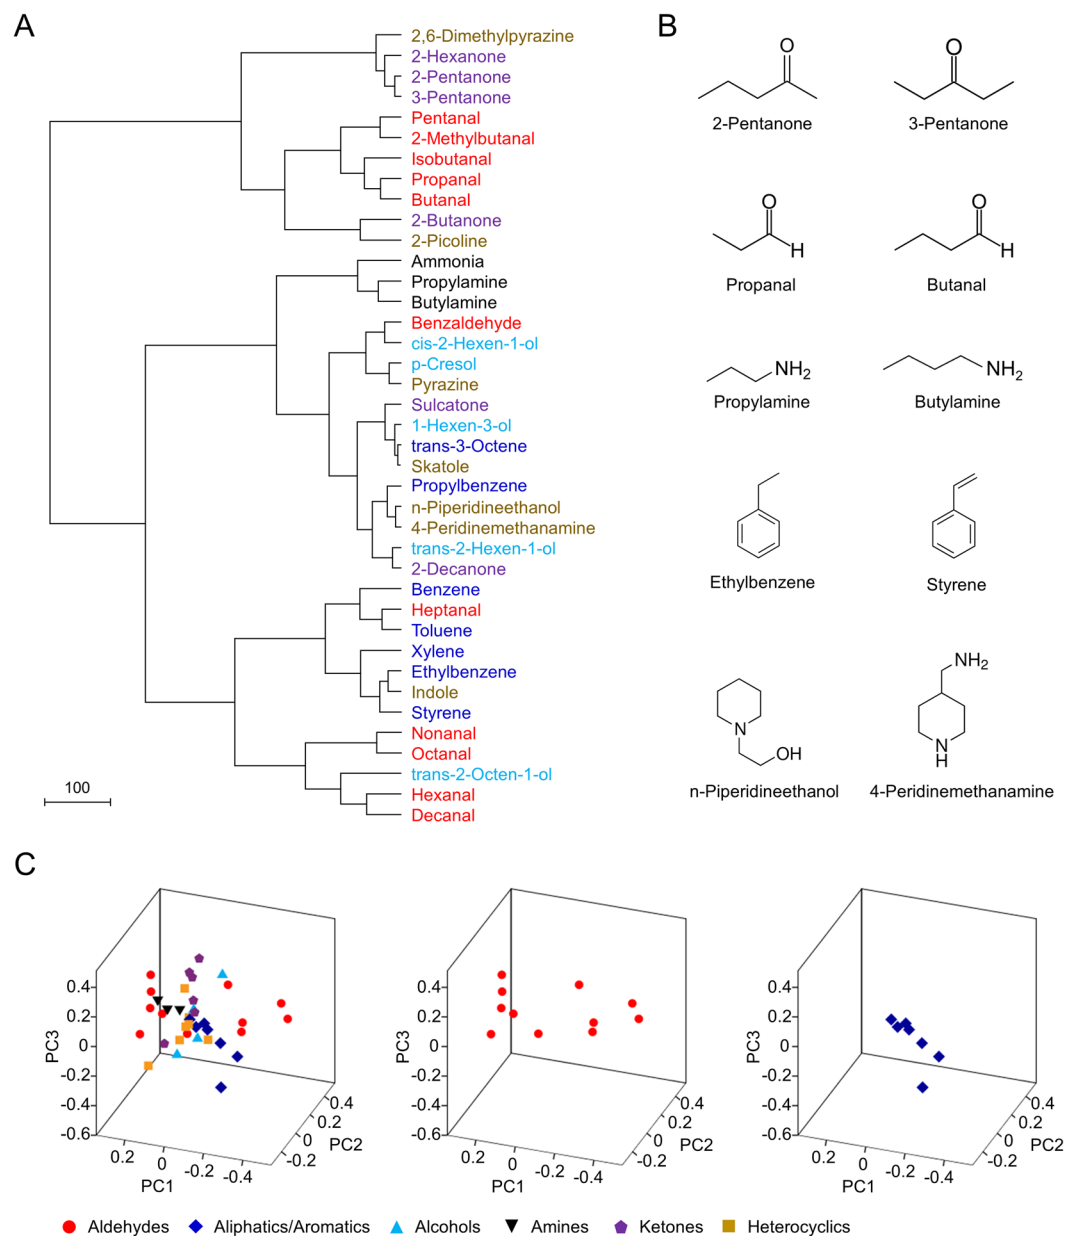 A
2,6-Dimethylpyrazine
2-Hexanone
2-Pentanone
3-Pentanone
Pentanal
2-Methylbutanal
Isobutanal
Propanal
Butanal
2-Butanone
2-Picoline
Ammonia
Propylamine
Butylamine
Benzaldehyde
cis-2-Hexen-1-ol
p-Cresol
Pyrazine
Sulcatone
1-Hexen-3-ol
trans-3-Octene
Skatole
Propylbenzene
n-Piperidineethanol
4-Peridinemethanamine
trans-2-Hexen-1-ol
2-Decanone
Benzene
Heptanal
Toluene
Xylene
Ethylbenzene
Indole
Styrene
Nonanal
Octanal
trans-2-Octen-1-ol
Hexanal
Decanal
100
B
O
O
2-Pentanone
3-Pentanone
O
H
O
H
Propanal
Butanal
NH2
NH2
Propylamine
Butylamine
Ethylbenzene
Styrene
N
OH
NH2
N
H
n-Piperidineethanol
4-Peridinemethanamine
C
PC3
0.4
0.2
0
-0.2
-0.4
-0.6
0.2
0
-0.2
-0.4
PC1
-0.2
0
0.2
0.4
PC2
PC3
0.4
0.2
0
-0.2
-0.4
-0.6
0.2
0
-0.2
-0.4
PC1
-0.2
0
0.2
0.4
PC2
PC3
0.4
0.2
0
-0.2
-0.4
-0.6
0.2
0
-0.2
-0.4
PC1
-0.2
0
0.2
0.4
PC2
Aldehydes
Aliphatics/Aromatics
Alcohols
Amines
Ketones
Heterocyclics